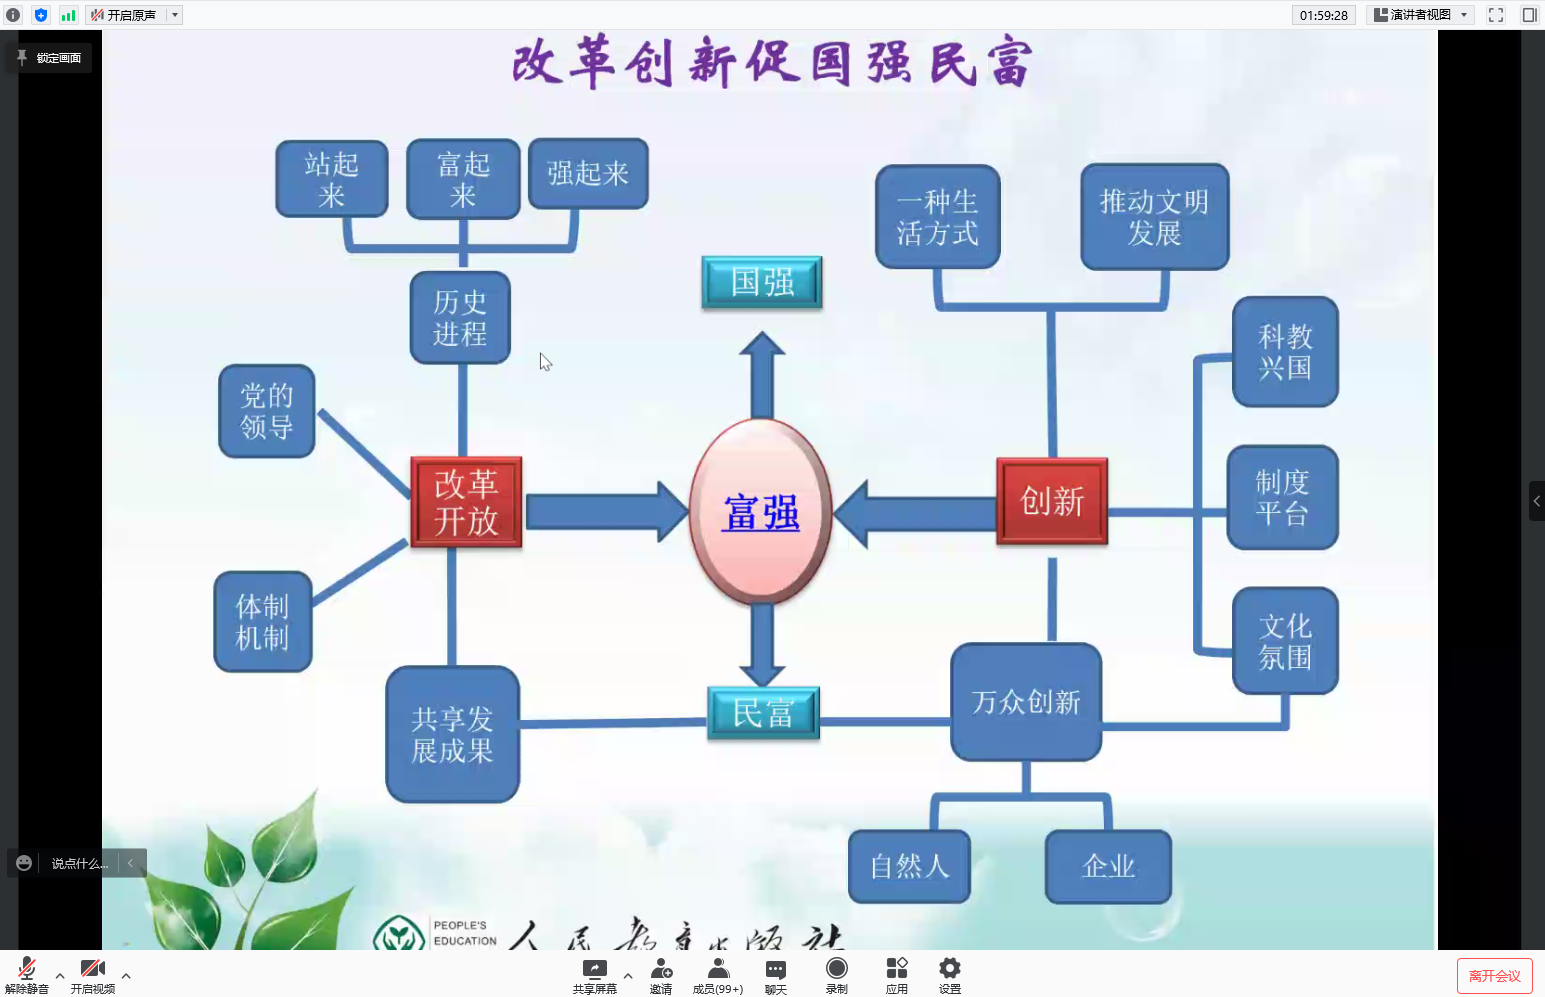 开启原声
01:59:28
演讲者视图
锁定画面
改革创新促国强民富
站起
来
富起
来
强起来
一种生
活方式
推动文明
发展
国强
历史
进程
科教
兴国
党的
领导
改革
开放
富强
创新
制度
平台
体制
机制
文化
氛围
共享发
展成果
民富
万众创新
自然人
企业
说点什么...
PEOPLE'S
EDUCATION
人民教育出版社
解除静音
开启视频
共享屏幕
邀请
成员(99+)
聊天
录制
应用
设置
离开会议